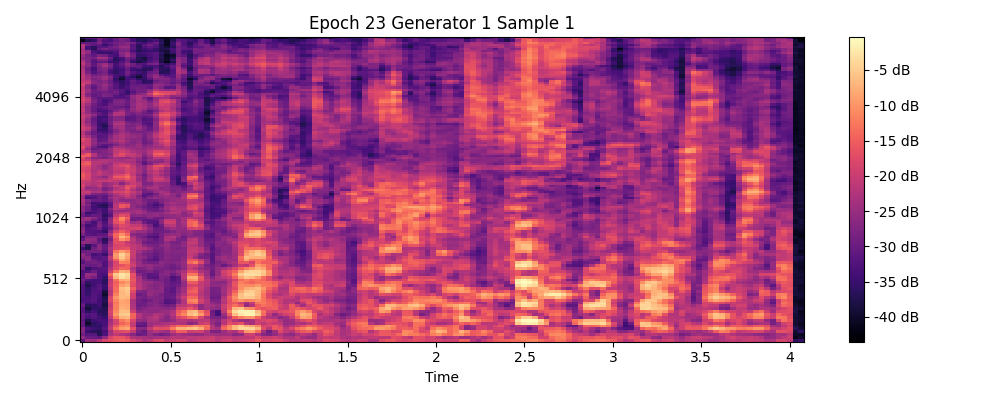 Epoch 23 Generator 1 Sample 1
Hz
4096
2048
1024
512
0
0
0.5
1
1.5
2
2.5
3
3.5
4
Time
-5 dB
-10 dB
-15 dB
-20 dB
-25 dB
-30 dB
-35 dB
-40 dB